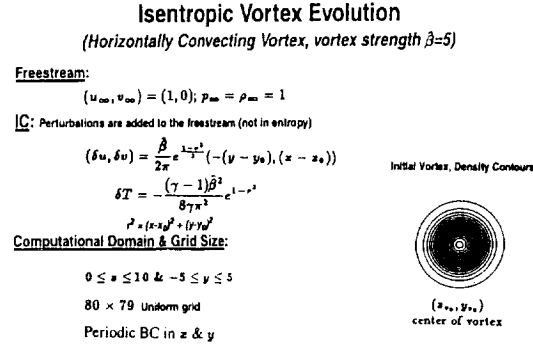 Isentropic Vortex Evolution
(Horizontally Convecting Vortex, vortex strength β̂=5)
Freestream:
(u∞, v∞) = (1, 0); p∞ = ρ∞ = 1
IC: Perturbations are added to the freestream (not in entropy)
(δu, δv) = β̂/2π e^((1−r²)/2) (−(y − y₀), (x − x₀))
δT = −(γ − 1)β̂²/8γπ² e^(1−r²)
r² = (x-x₀)² + (y-y₀)²
Initial Vortex, Density Contours
Computational Domain & Grid Size:
0 ≤ x ≤ 10 & −5 ≤ y ≤ 5
80 × 79 Uniform grid
Periodic BC in x & y
(x_v₀, y_v₀)
center of vortex